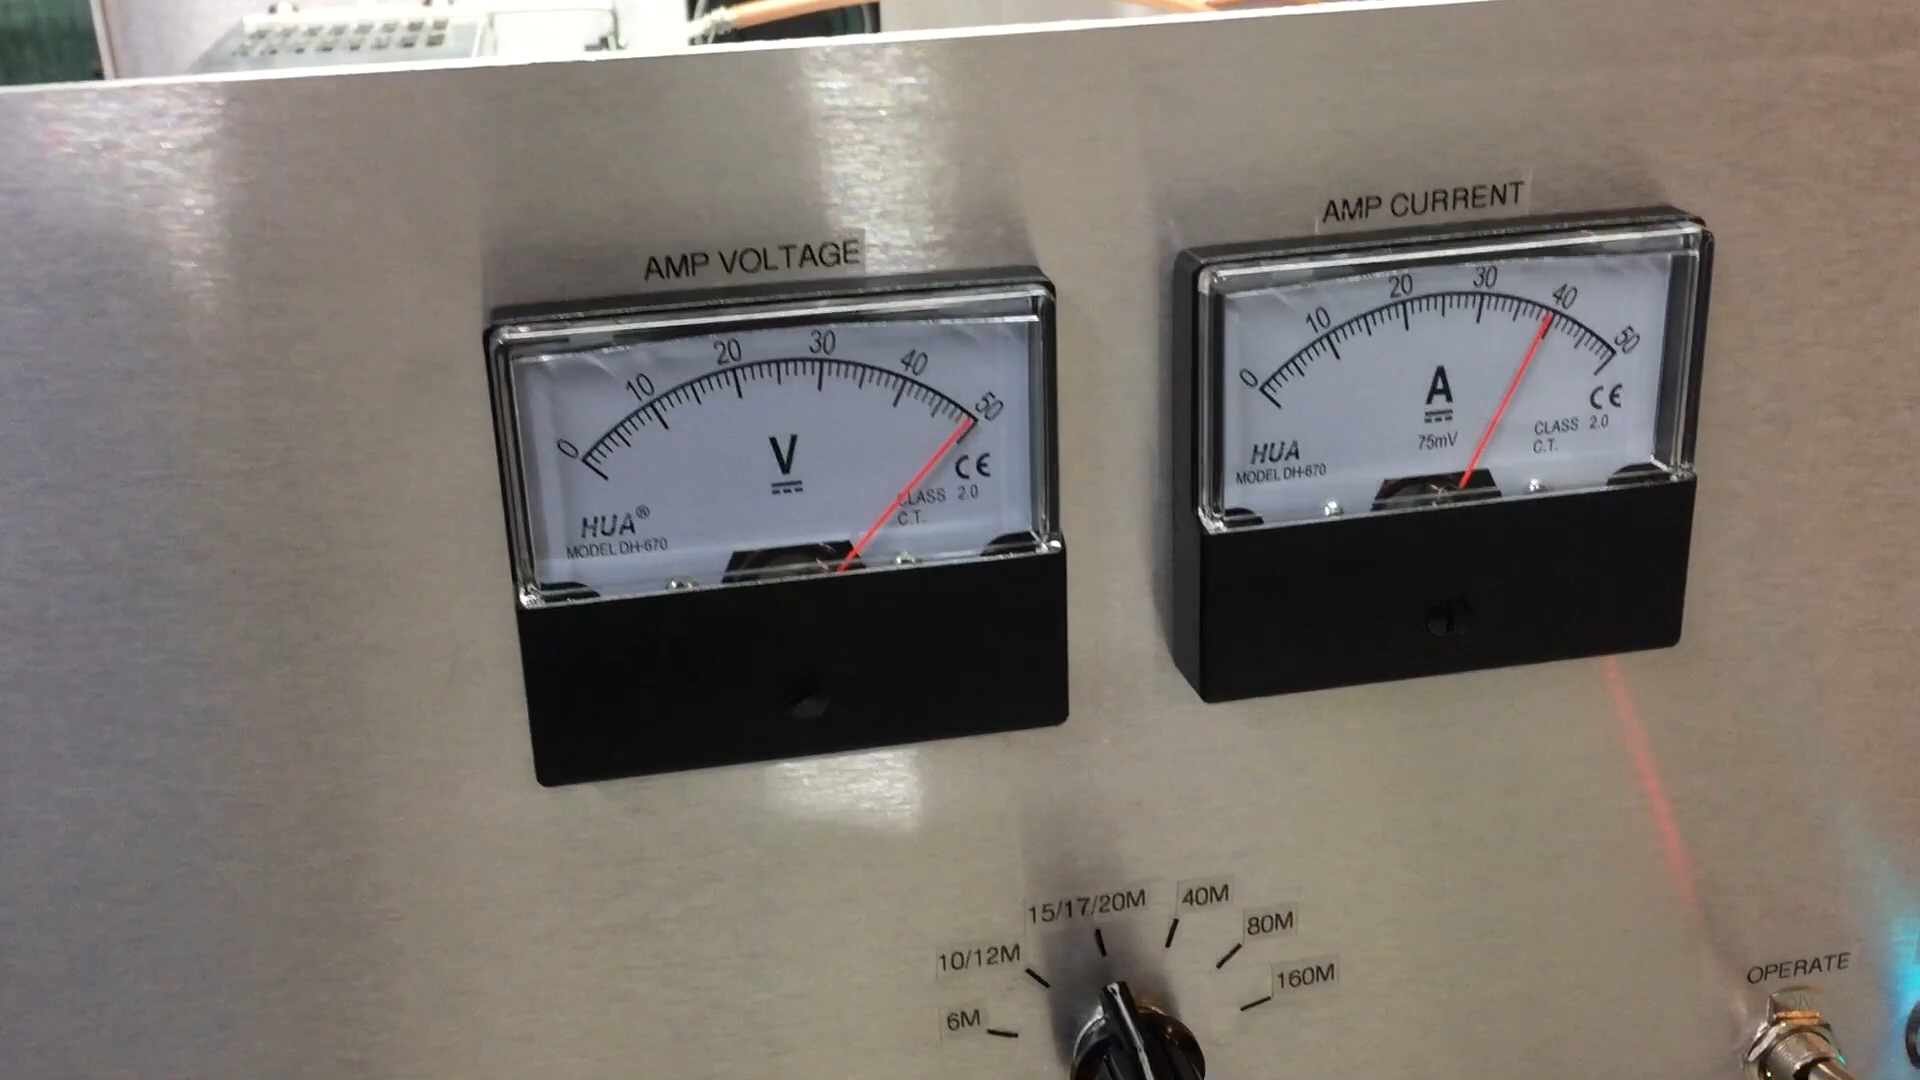 AMP VOLTAGE
0 10 20 30 40 50
V
HUA®
MODEL DH-670
CE
CLASS 2.0
C.T.
AMP CURRENT
0 10 20 30 40 50
A
75mV
HUA
MODEL DH-670
CE
CLASS 2.0
C.T.
6M
10/12M
15/17/20M
40M
80M
160M
OPERATE
ON